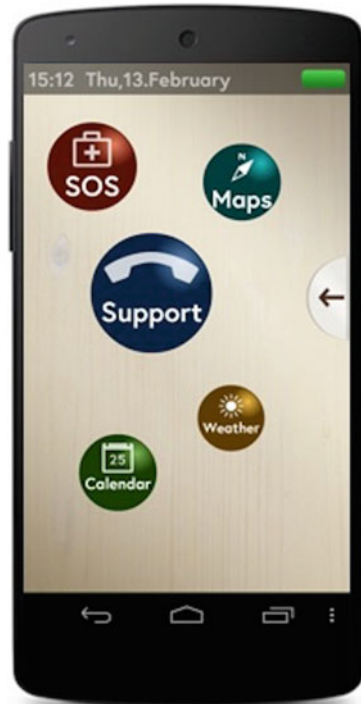 15:12 Thu,13.February
SOS
N
Maps
Support
Weather
25
Calendar